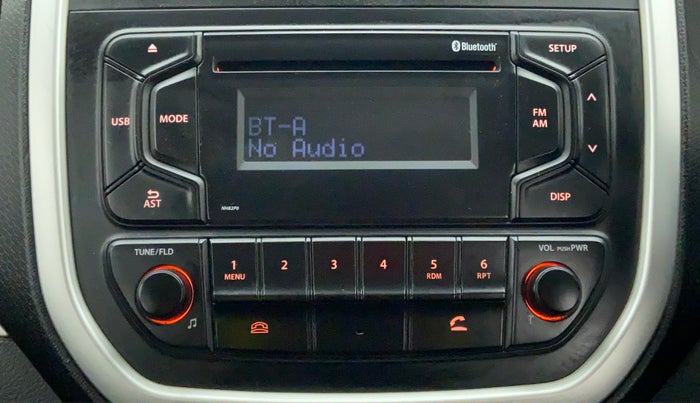 Bluetooth
SETUP
USB
MODE
FM
AM
BT-A
No Audio
AST
DISP
TUNE/FLD
VOL PUSH PWR
1 2 3 4 5 6
MENU RDM RPT